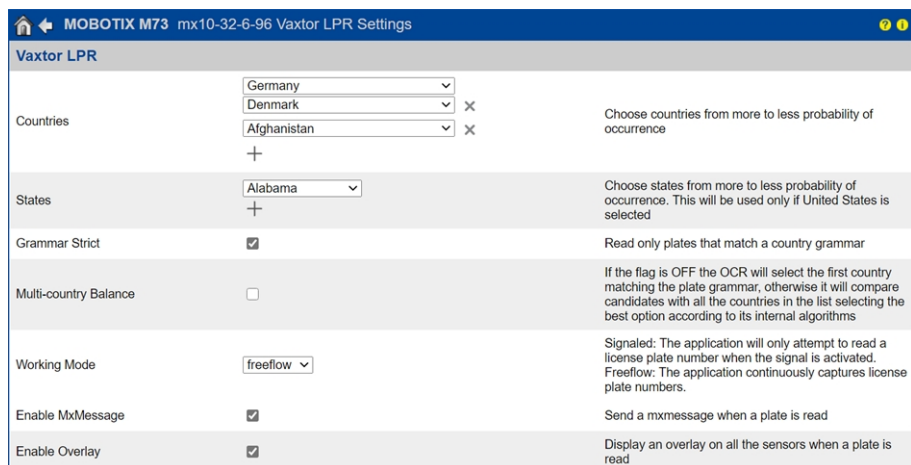 MOBOTIX M73 mx10-32-6-96 Vaxtor LPR Settings
Vaxtor LPR
Countries
Germany
Denmark
Afghanistan
Choose countries from more to less probability of
occurrence
States
Alabama
Choose states from more to less probability of
occurrence. This will be used only if United States is
selected
Grammar Strict
Read only plates that match a country grammar
Multi-country Balance
If the flag is OFF the OCR will select the first country
matching the plate grammar, otherwise it will compare
candidates with all the countries in the list selecting the
best option according to its internal algorithms
Working Mode
freeflow
Signaled: The application will only attempt to read a
license plate number when the signal is activated.
Freeflow: The application continuously captures license
plate numbers.
Enable MxMessage
Send a mxmessage when a plate is read
Enable Overlay
Display an overlay on all the sensors when a plate is
read